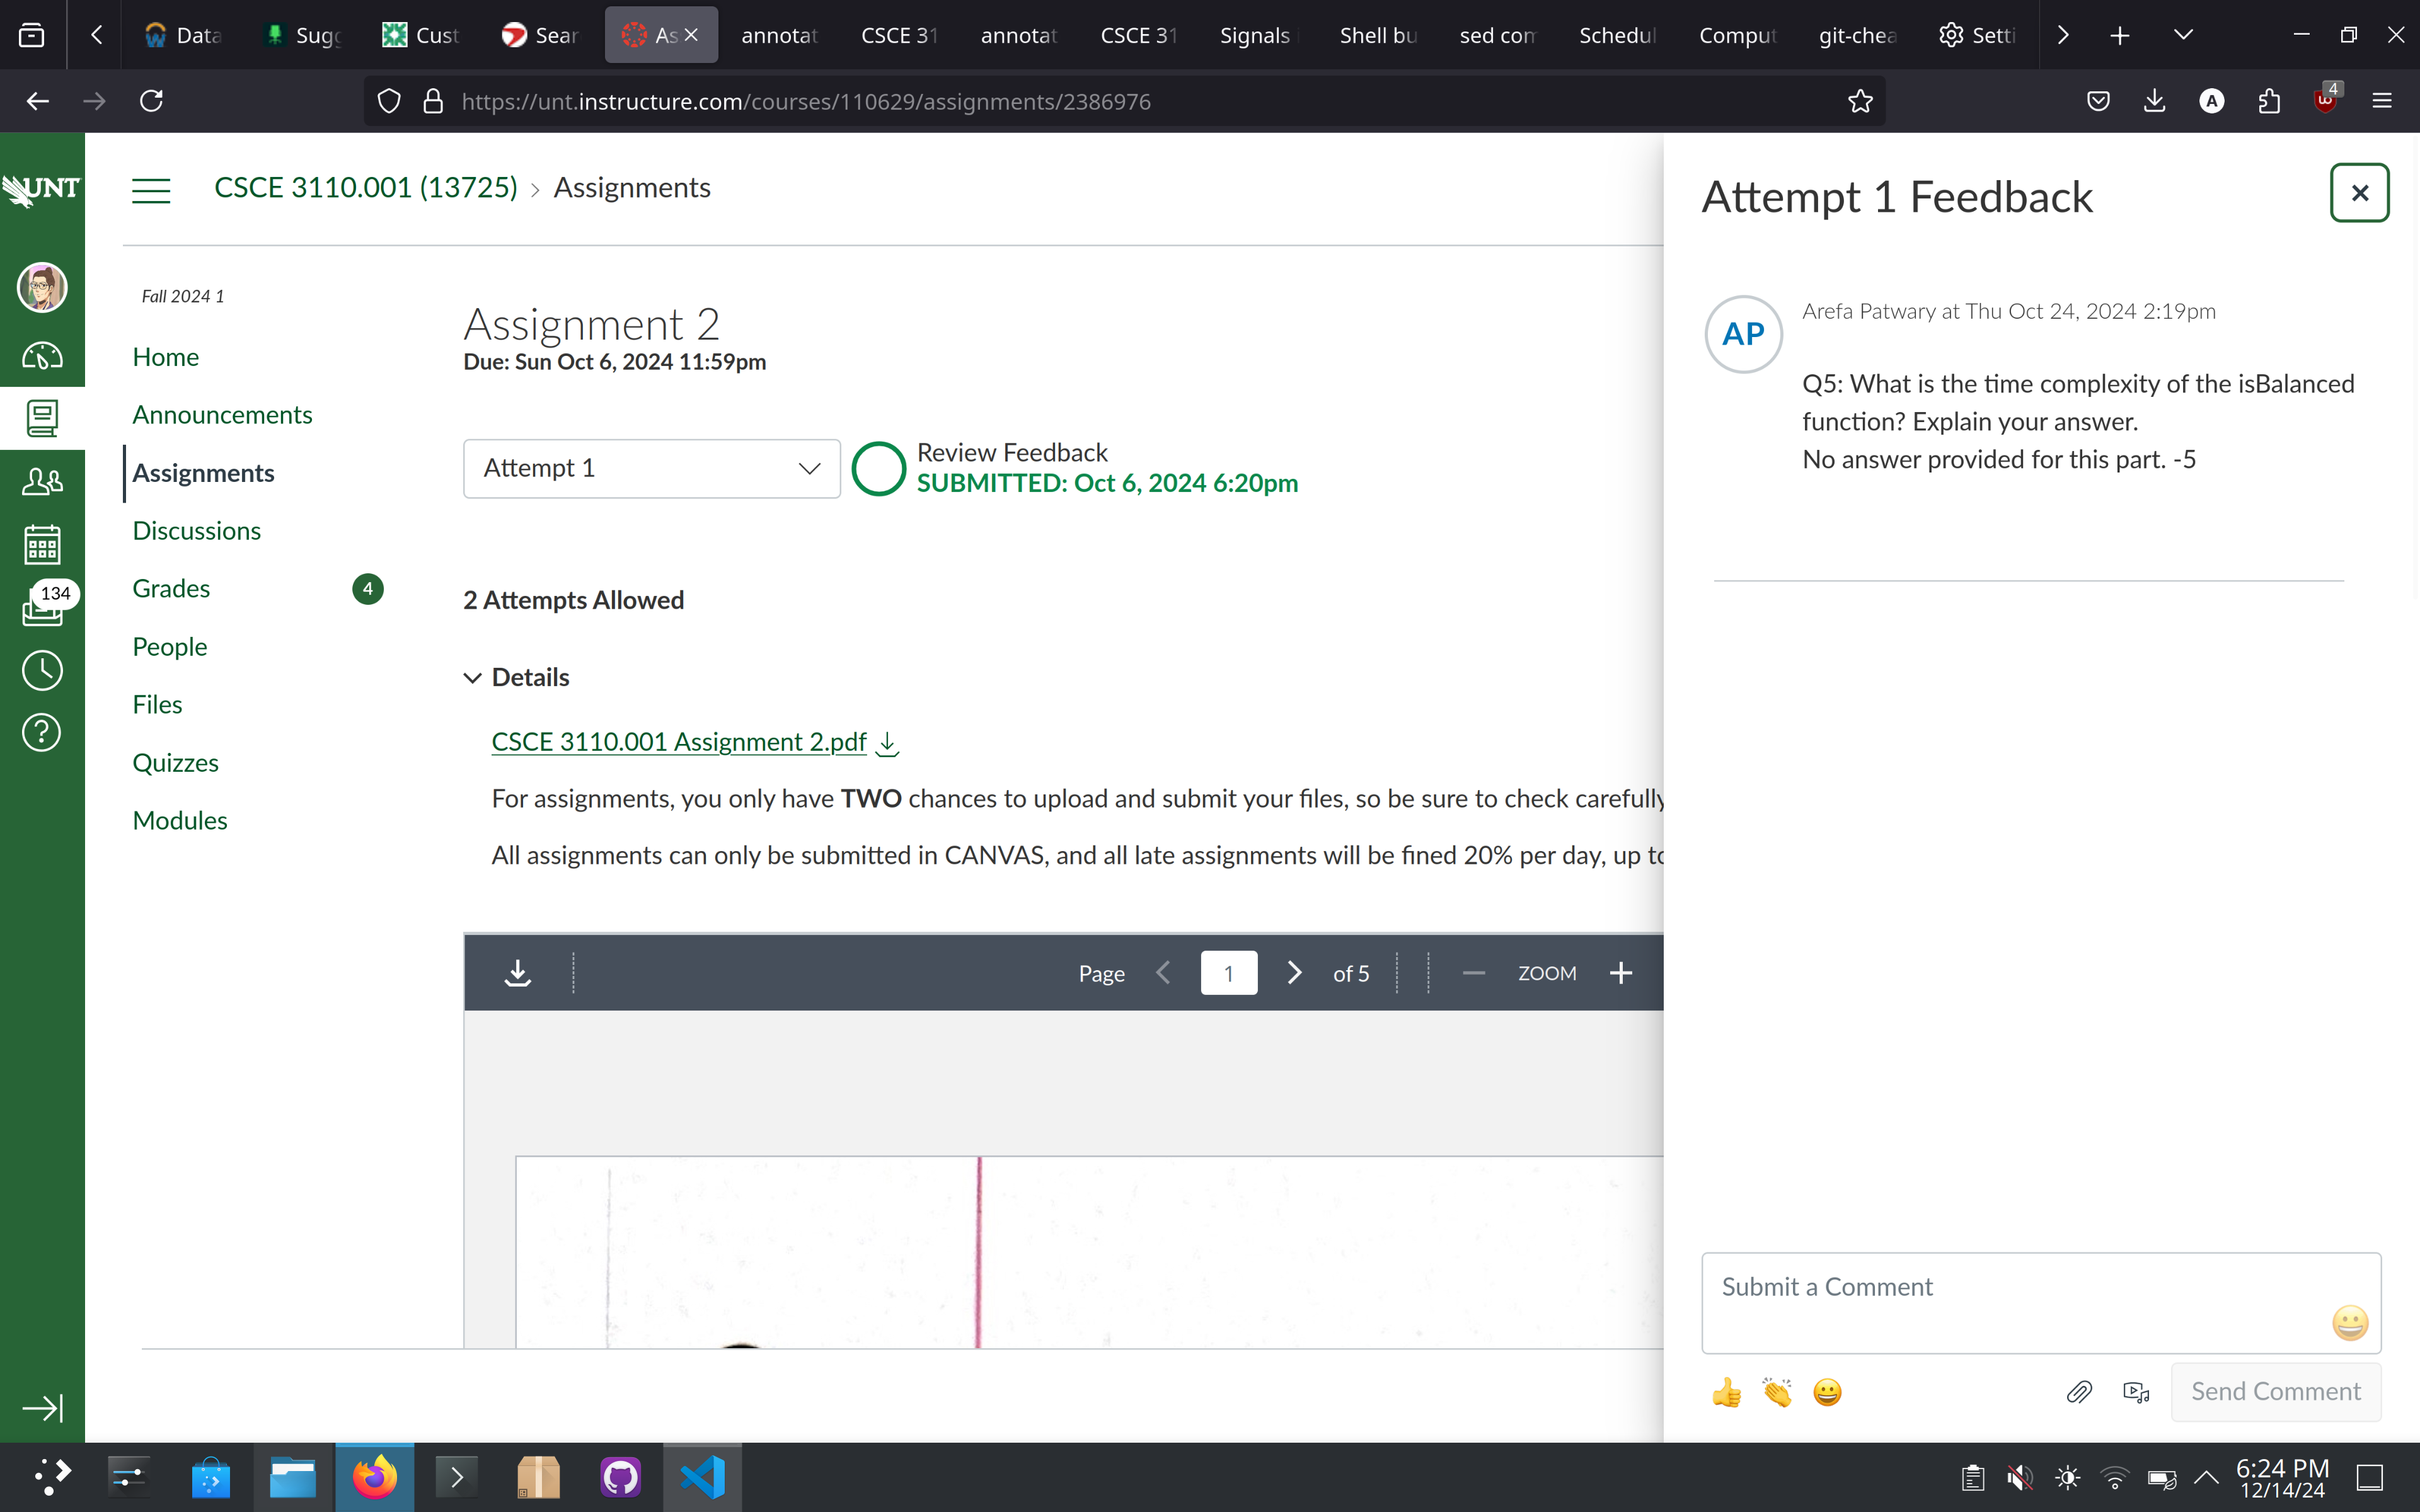 Data
Sugg
Cust
Sear
As
annotat
CSCE 31
annotat
CSCE 31
Signals
Shell bu
sed com
Schedul
Comput
git-chea
Setti
https://unt.instructure.com/courses/110629/assignments/2386976
A
4
UNT
CSCE 3110.001 (13725) › Assignments
134
Fall 2024 1
Home
Announcements
Assignments
Discussions
Grades 4
People
Files
Quizzes
Modules
Assignment 2
Due: Sun Oct 6, 2024 11:59pm
Attempt 1
Review Feedback
SUBMITTED: Oct 6, 2024 6:20pm
2 Attempts Allowed
Details
CSCE 3110.001 Assignment 2.pdf
For assignments, you only have TWO chances to upload and submit your files, so be sure to check carefully
All assignments can only be submitted in CANVAS, and all late assignments will be fined 20% per day, up to
Page 1 of 5 ZOOM
Attempt 1 Feedback
AP
Arefa Patwary at Thu Oct 24, 2024 2:19pm
Q5: What is the time complexity of the isBalanced
function? Explain your answer.
No answer provided for this part. -5
Submit a Comment
Send Comment
6:24 PM
12/14/24